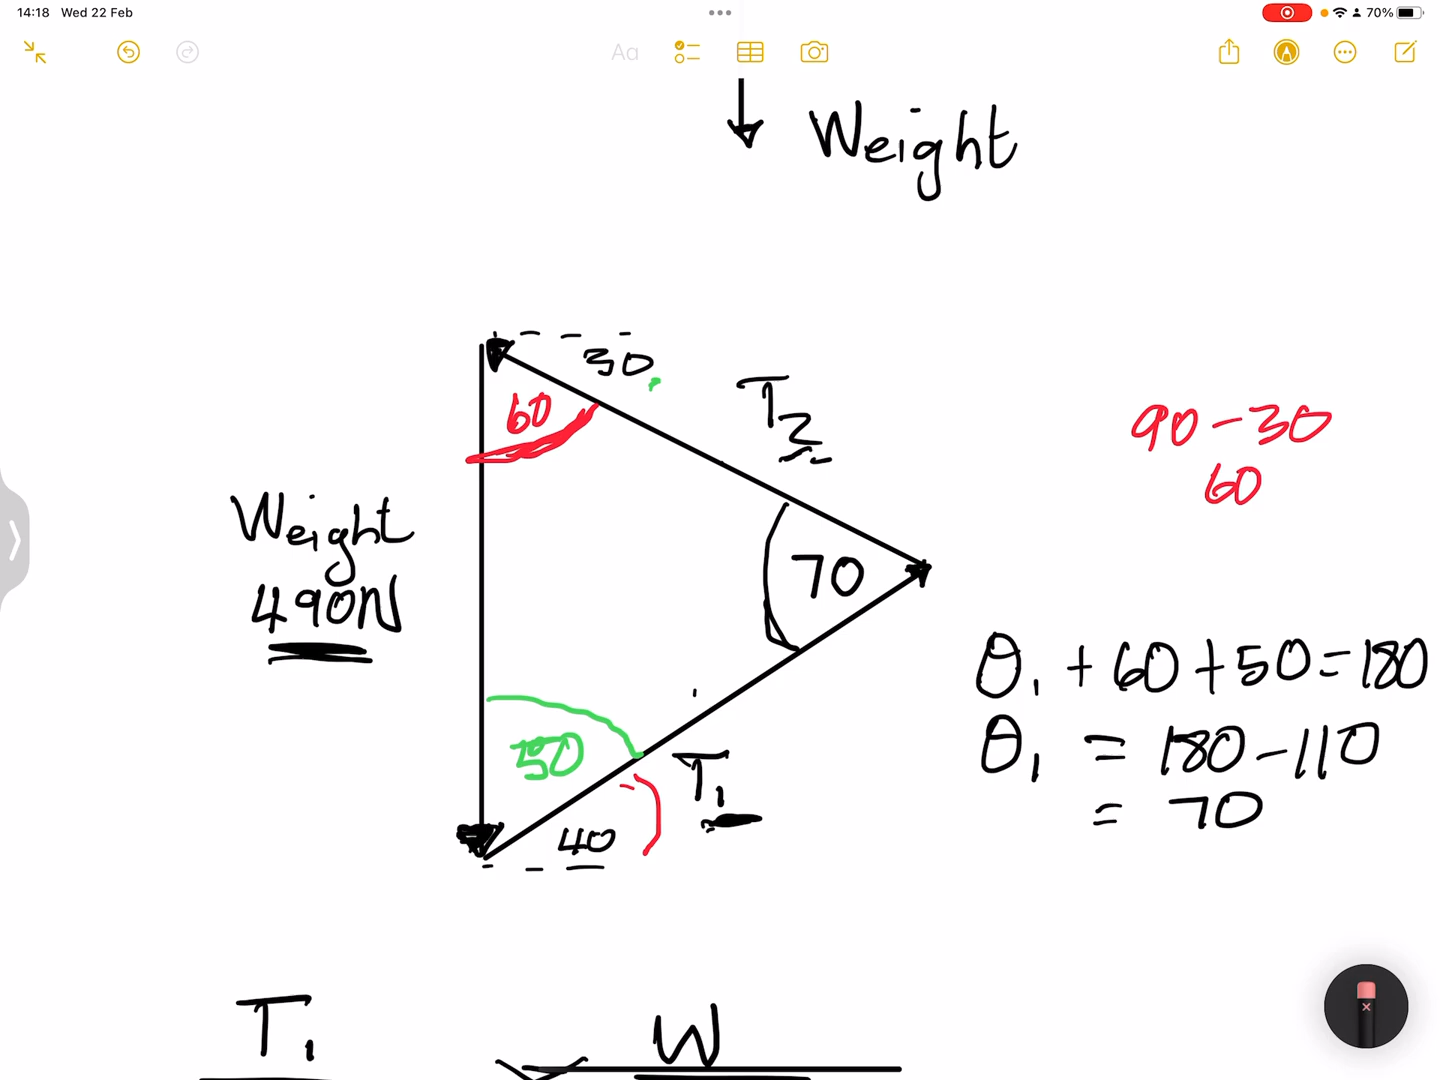 14:18 Wed 22 Feb
70%
Aa
Weight
30
60
T2
90 - 30
60
Weight
490N
70
θ1 + 60 + 50 = 180
θ1 = 180 - 110
= 70
50
T1
40
T1
W